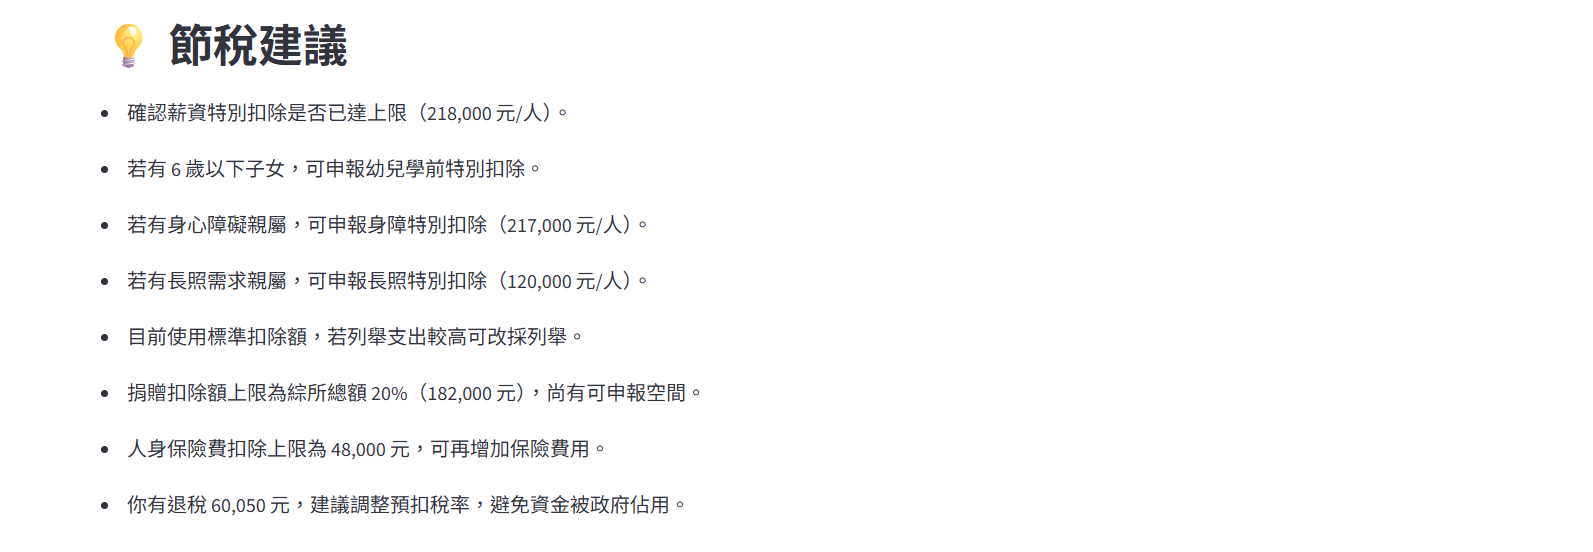 💡 節稅建議
• 確認薪資特別扣除是否已達上限（218,000 元/人）。
• 若有 6 歲以下子女，可申報幼兒學前特別扣除。
• 若有身心障礙親屬，可申報身障特別扣除（217,000 元/人）。
• 若有長照需求親屬，可申報長照特別扣除（120,000 元/人）。
• 目前使用標準扣除額，若列舉支出較高可改採列舉。
• 捐贈扣除額上限為綜所總額 20%（182,000 元），尚有可申報空間。
• 人身保險費扣除上限為 48,000 元，可再增加保險費用。
• 你有退稅 60,050 元，建議調整預扣稅率，避免資金被政府佔用。